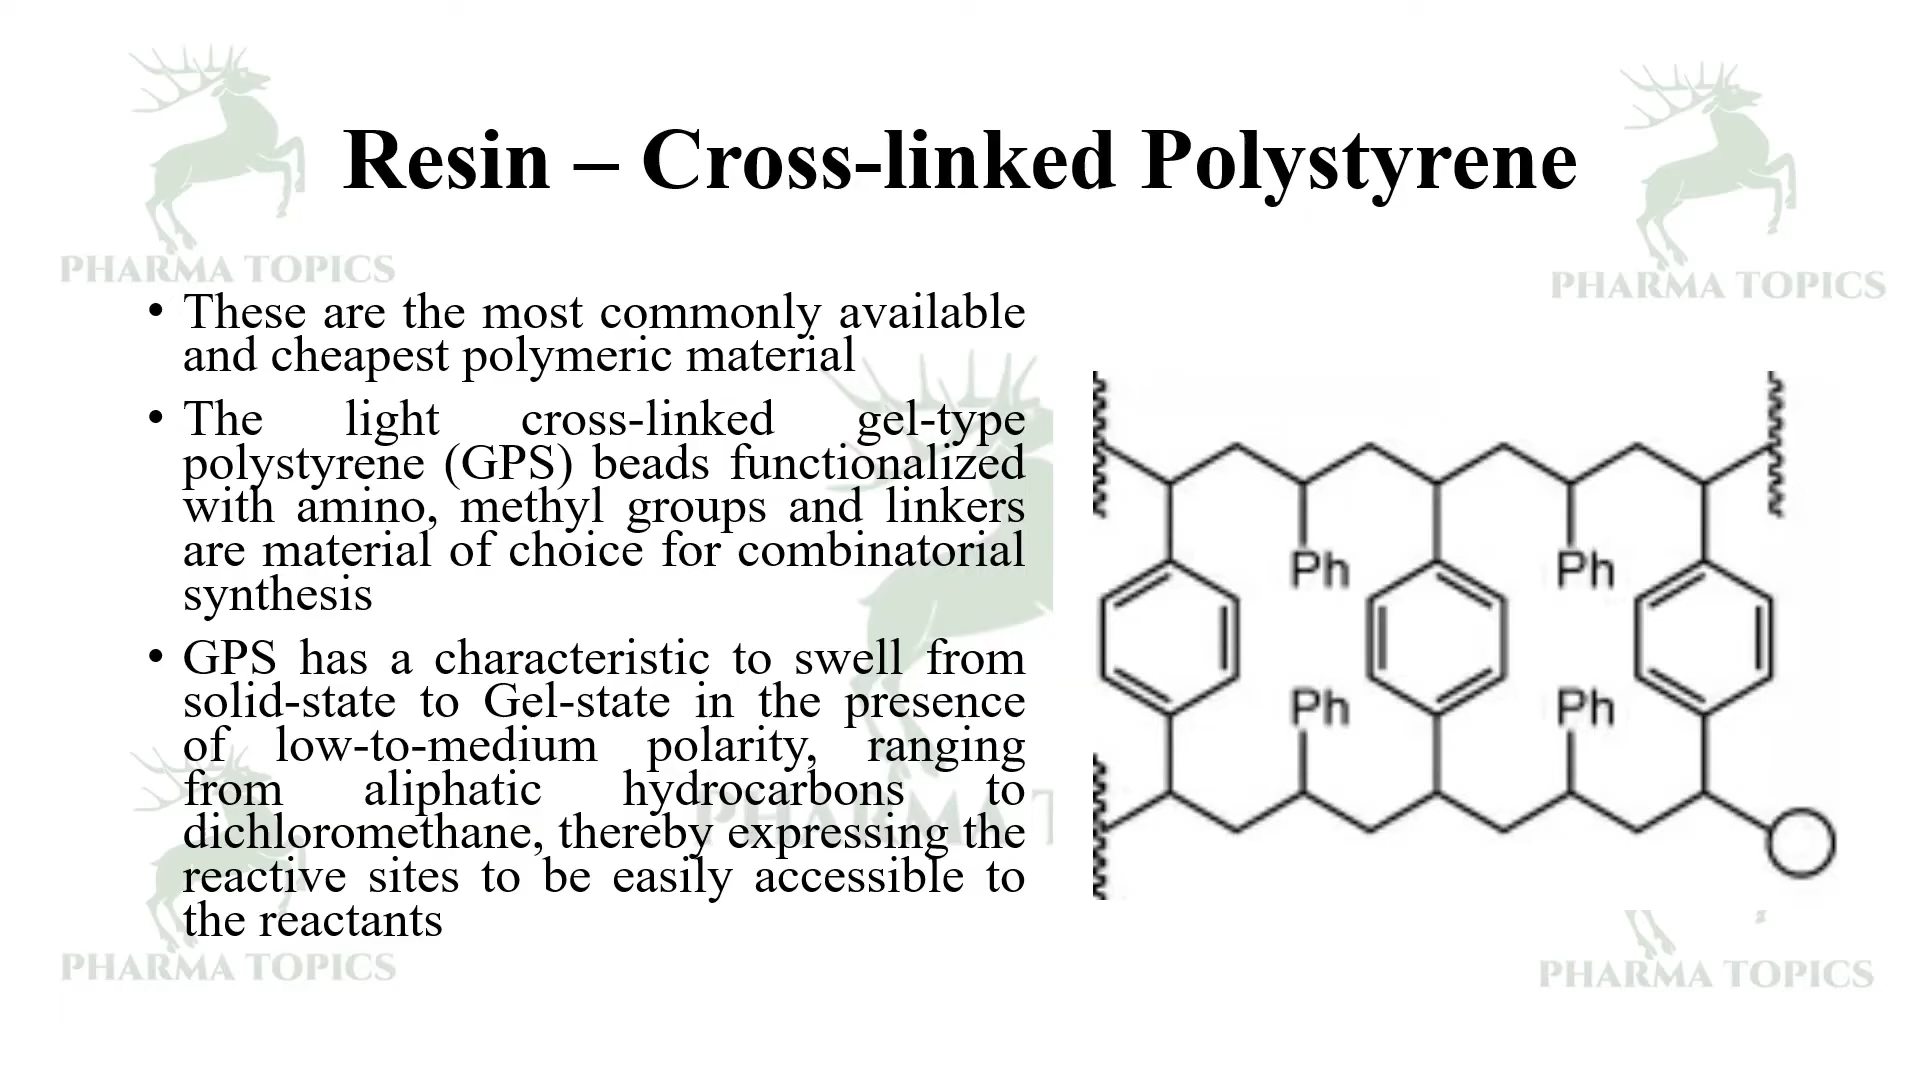 Resin – Cross-linked Polystyrene
PHARMA TOPICS
PHARMA TOPICS
• These are the most commonly available
and cheapest polymeric material
• The light cross-linked gel-type
polystyrene (GPS) beads functionalized
with amino, methyl groups and linkers
are material of choice for combinatorial
synthesis
• GPS has a characteristic to swell from
solid-state to Gel-state in the presence
of low-to-medium polarity, ranging
from aliphatic hydrocarbons to
dichloromethane, thereby expressing the
reactive sites to be easily accessible to
the reactants
Ph Ph
Ph Ph
PHARMA TOPICS
PHARMA TOPICS